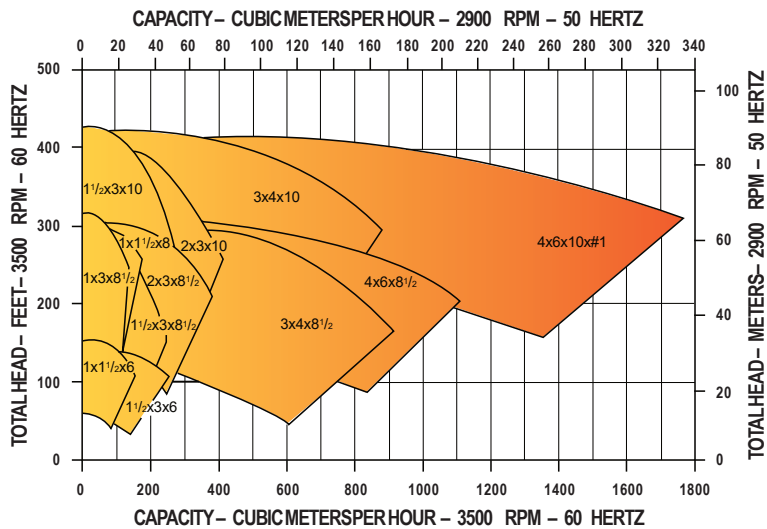 CAPACITY – CUBIC METERSPER HOUR – 2900 RPM – 50 HERTZ
0 20 40 60 80 100 120 140 160 180 200 220 240 260 280 300 320 340
TOTALHEAD – FEET – 3500 RPM – 60 HERTZ
500
400
300
200
100
0
100
80
60
40
20
0
TOTALHEAD – METERS – 2900 RPM – 50 HERTZ
1½x3x10
3x4x10
1x1½x8
2x3x10
4x6x10x#1
1x3x8½
2x3x8½
4x6x8½
1½x3x8½
3x4x8½
1x1½x6
1½x3x6
0 200 400 600 800 1000 1200 1400 1600 1800
CAPACITY – CUBIC METERSPER HOUR – 3500 RPM – 60 HERTZ